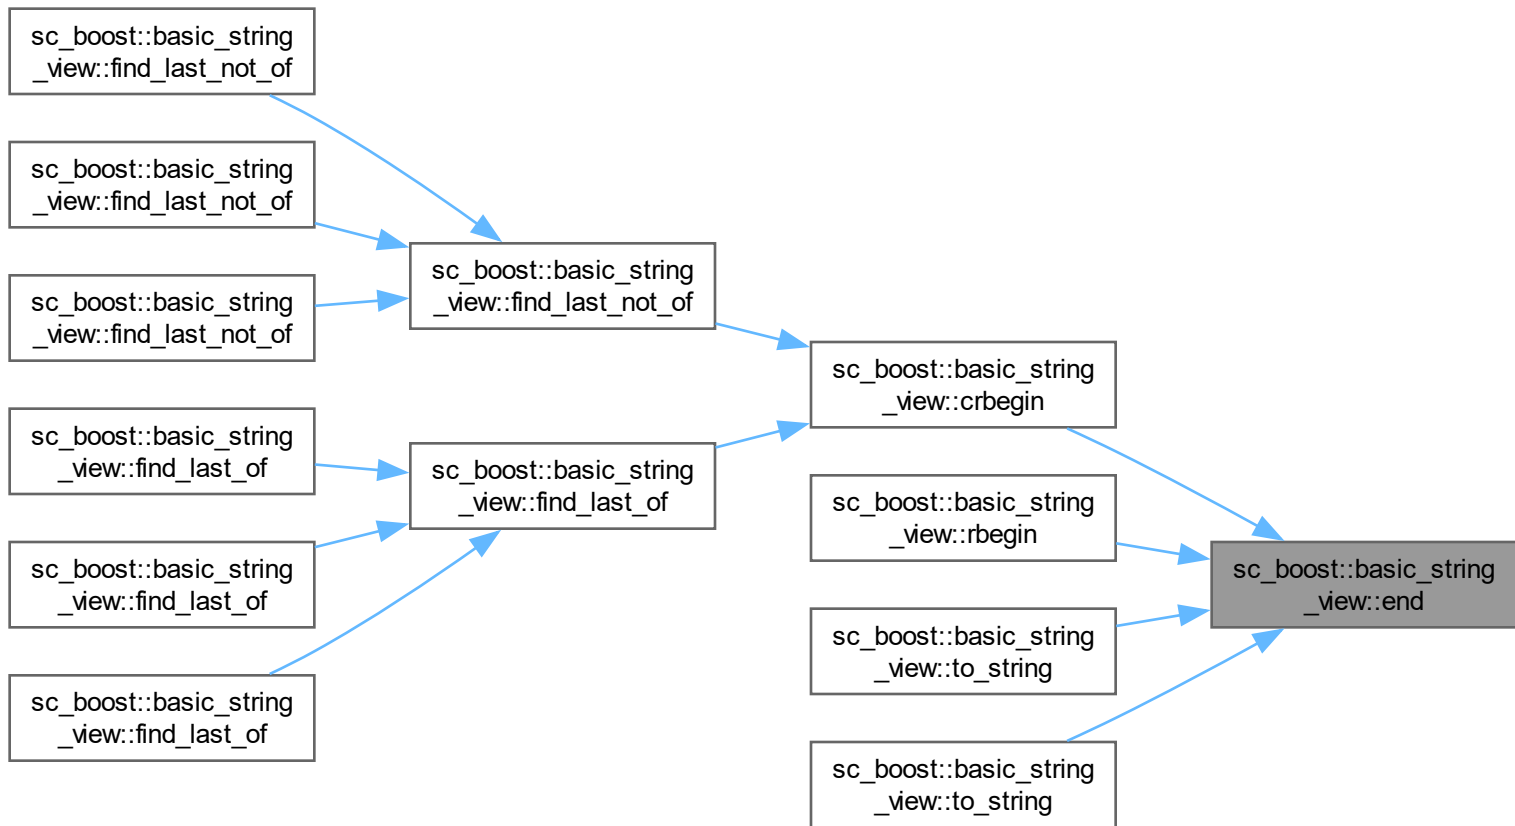 sc_boost::basic_string
_view::find_last_not_of
sc_boost::basic_string
_view::find_last_not_of
sc_boost::basic_string
_view::find_last_not_of
sc_boost::basic_string
_view::find_last_of
sc_boost::basic_string
_view::find_last_of
sc_boost::basic_string
_view::find_last_of
sc_boost::basic_string
_view::find_last_not_of
sc_boost::basic_string
_view::find_last_of
sc_boost::basic_string
_view::crbegin
sc_boost::basic_string
_view::rbegin
sc_boost::basic_string
_view::to_string
sc_boost::basic_string
_view::to_string
sc_boost::basic_string
_view::end